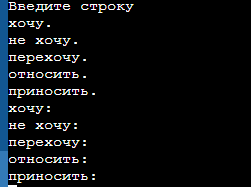 Введите строку
хочу.
не хочу.
перехочу.
относить.
приносить.
хочу:
не хочу:
перехочу:
относить:
приносить: